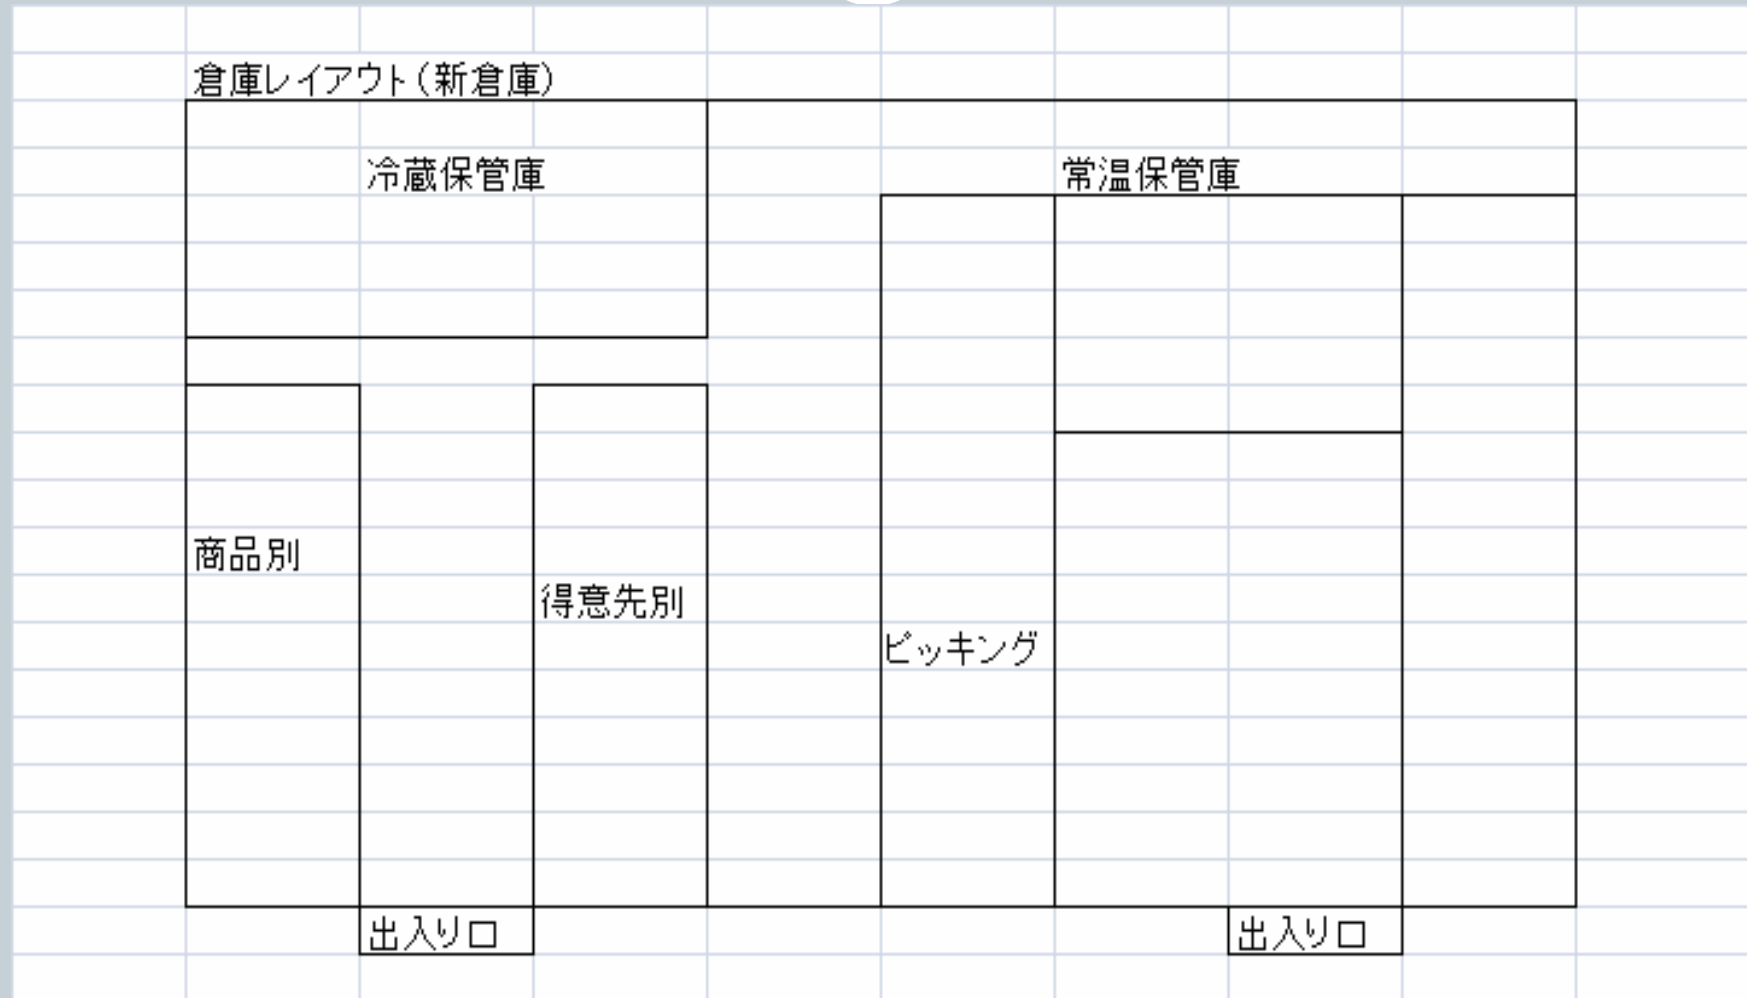 倉庫レイアウト(新倉庫)
冷蔵保管庫
常温保管庫
商品別
得意先別
ピッキング
出入り口
出入り口